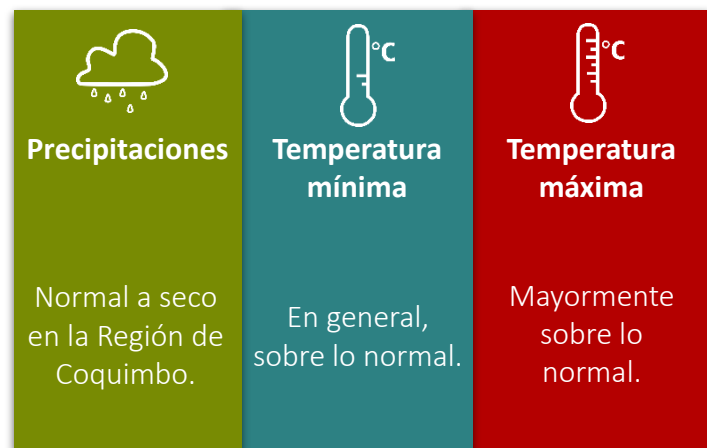 Precipitaciones
Normal a seco
en la Región de
Coquimbo.
°C
Temperatura
mínima
En general,
sobre lo normal.
°C
Temperatura
máxima
Mayormente
sobre lo
normal.